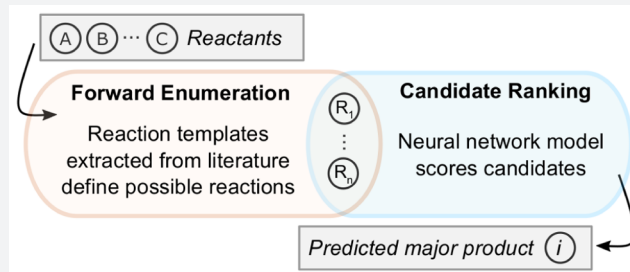 A B ··· C Reactants
Forward Enumeration
Reaction templates
extracted from literature
define possible reactions
R1
⋮
Rn
Candidate Ranking
Neural network model
scores candidates
Predicted major product i